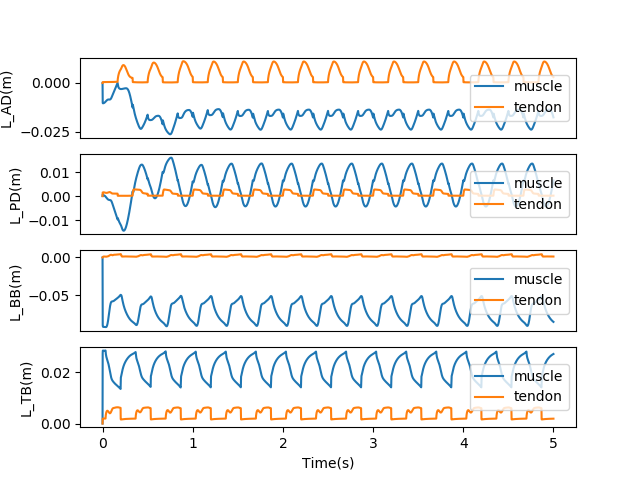 L_AD(m)
0.000
−0.025
muscle
tendon
L_PD(m)
0.01
0.00
−0.01
muscle
tendon
L_BB(m)
0.00
−0.05
muscle
tendon
L_TB(m)
0.02
0.00
muscle
tendon
0 1 2 3 4 5
Time(s)